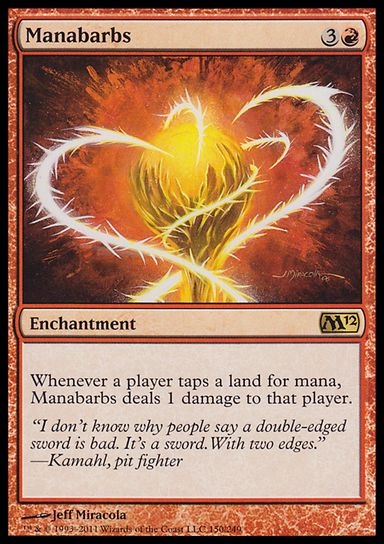 Manabarbs 3
J. Miracola 96
Enchantment M12
Whenever a player taps a land for mana,
Manabarbs deals 1 damage to that player.
“I don’t know why people say a double-edged
sword is bad. It’s a sword. With two edges.”
—Kamahl, pit fighter
Jeff Miracola
™ & © 1993–2011 Wizards of the Coast LLC 150/249